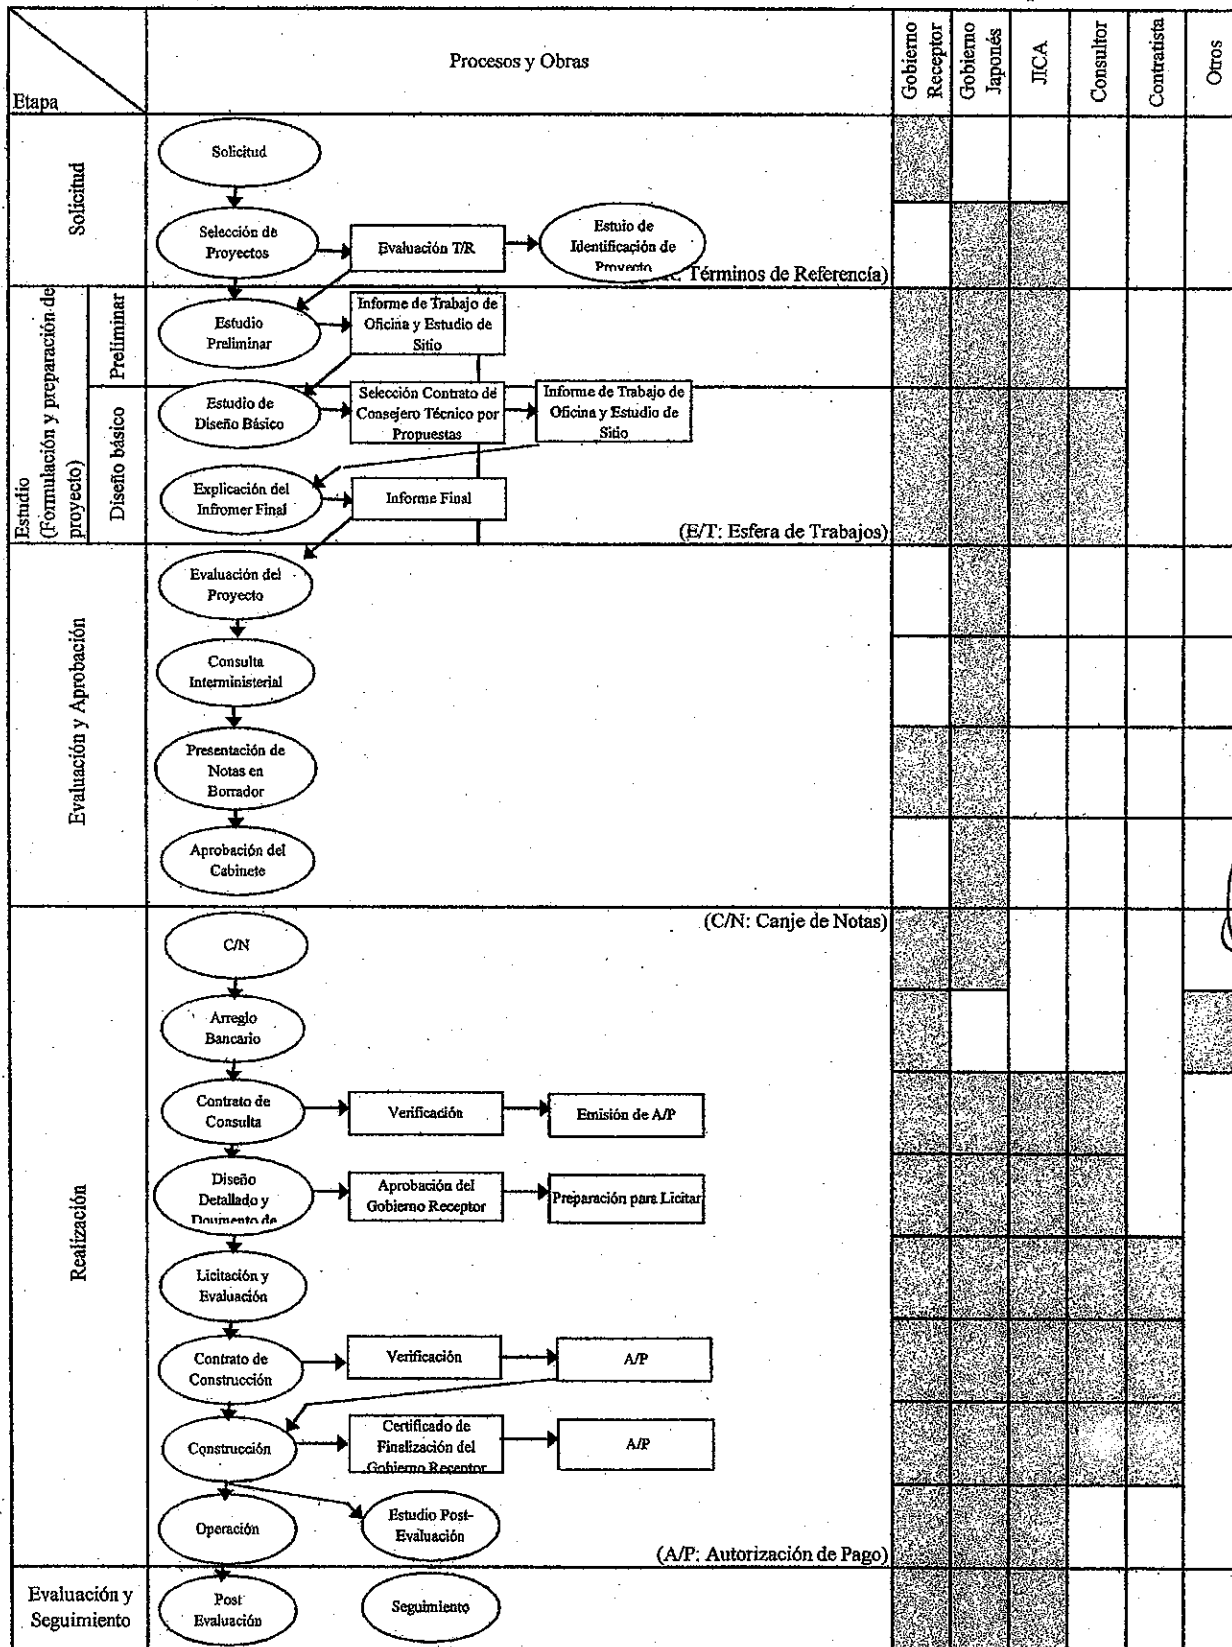 Etapa
Procesos y Obras
Gobierno
Receptor
Gobierno
Japonés
JICA
Consultor
Contratista
Otros
Solicitud
Solicitud
Selección de
Proyectos
Evaluación T/R
Estuio de
Identificación de
Proyecto
Términos de Referencía)
Estudio
(Formulación y preparación de
proyecto)
Preliminar
Estudio
Preliminar
Informe de Trabajo de
Oficina y Estudio de
Sitio
Diseño básico
Estudio de
Diseño Básico
Selección Contrato de
Consejero Técnico por
Propuestas
Informe de Trabajo de
Oficina y Estudio de
Sitio
Explicación del
Infromer Final
Informe Final
(E/T: Esfera de Trabajos)
Evaluación y Aprobación
Evaluación del
Proyecto
Consulta
Interministerial
Presentación de
Notas en
Borrador
Aprobación del
Cabinete
Realización
(C/N: Canje de Notas)
C/N
Arreglo
Bancario
Contrato de
Consulta
Verificación
Emisión de A/P
Diseño
Detallado y
Doumento de
Aprobación del
Gobierno Receptor
Preparación para Licitar
Licitación y
Evaluación
Contrato de
Construcción
Verificación
A/P
Construcción
Certificado de
Finalización del
Gobierno Receptor
A/P
Operación
Estudio Post-
Evaluación
(A/P: Autorización de Pago)
Evaluación y
Seguimiento
Post
Evaluación
Seguimiento